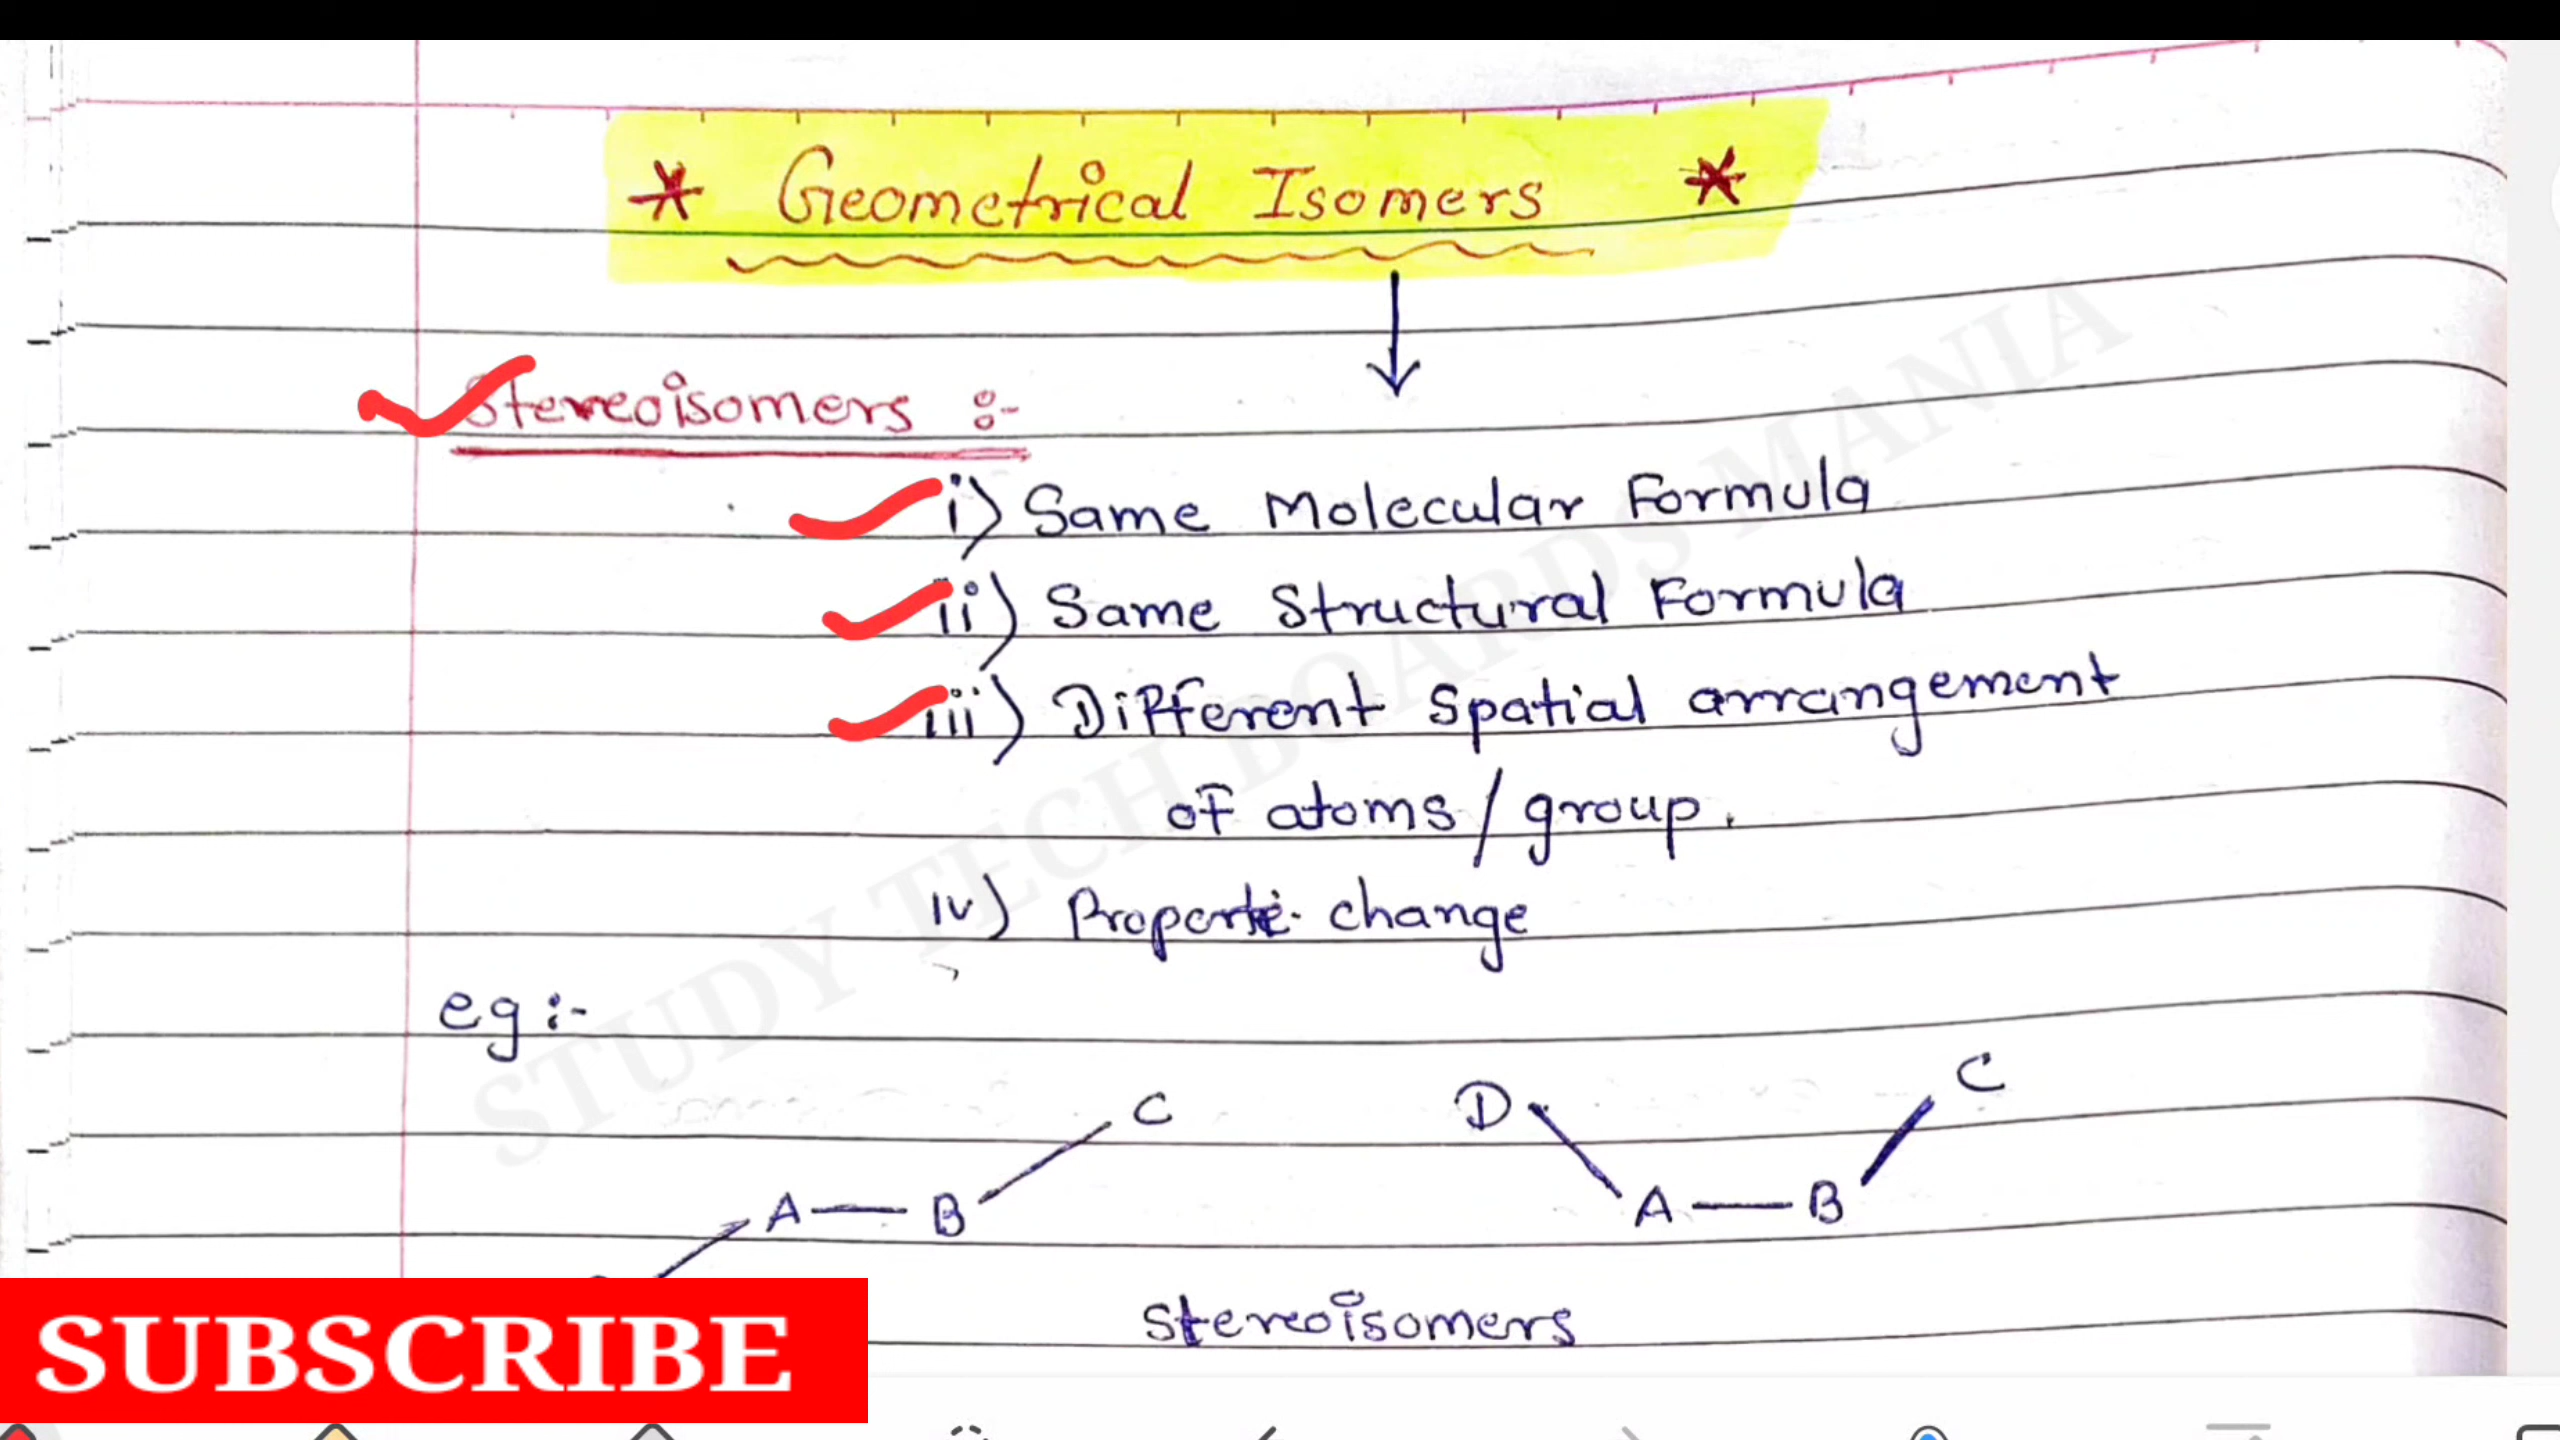 * Geometrical Isomers *
Stereoisomers :-
i) Same Molecular Formula
ii) Same Structural Formula
iii) Different spatial arrangement
of atoms / group.
iv) Properte. change
eg :-
C
D
C
A — B
A — B
Stereoisomers
SUBSCRIBE
STUDY TECH BOARDS MANIA